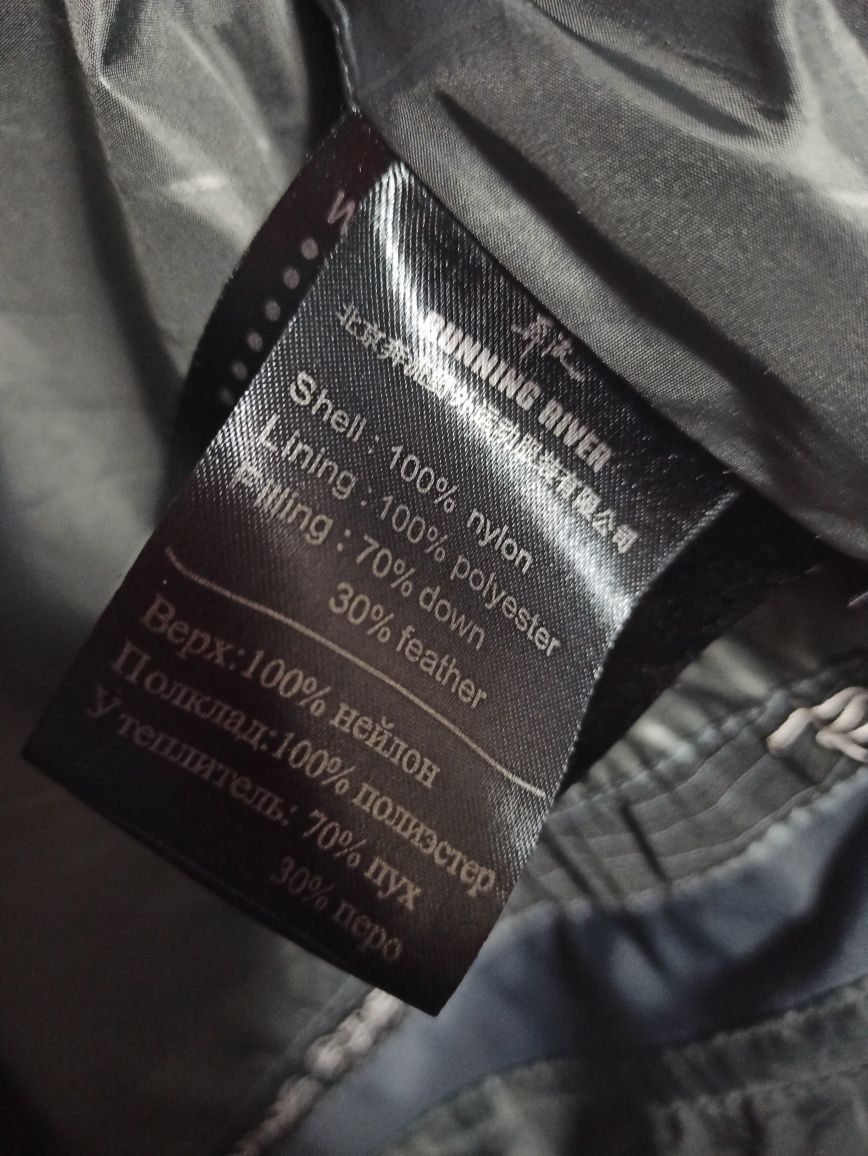 W
RUNNING RIVER
Shell : 100% nylon
Lining : 100% polyester
Filling : 70% down
30% feather
Верх:100% нейлон
Полклад:100% полиэстер
Утеплитель: 70% пух
30% перо